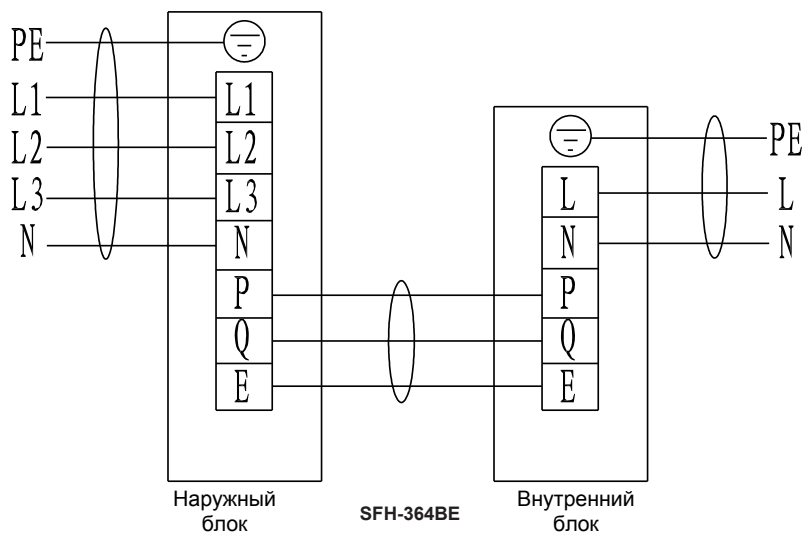 PE
L1
L2
L3
N
L1
L2
L3
N
P
Q
E
L
N
P
Q
E
PE
L
N
Наружный
блок
SFH-364BE
Внутренний
блок